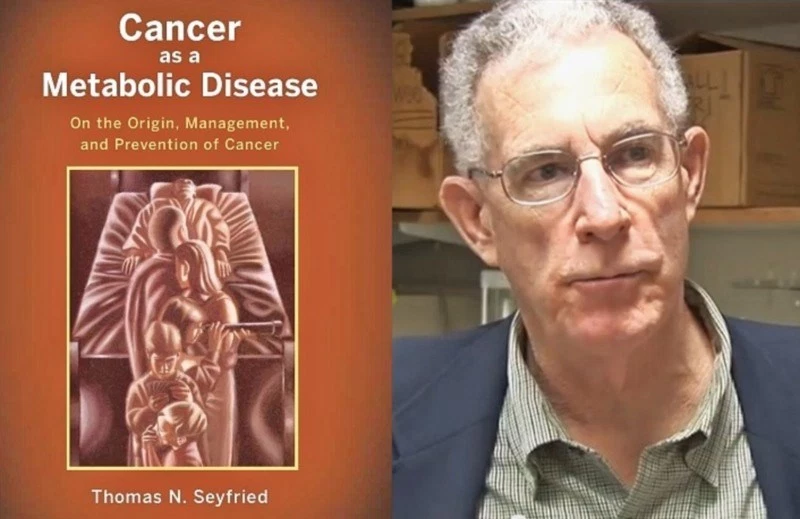 Cancer
as a
Metabolic Disease
On the Origin, Management,
and Prevention of Cancer
Thomas N. Seyfried